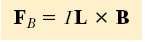 F_B = IL × B